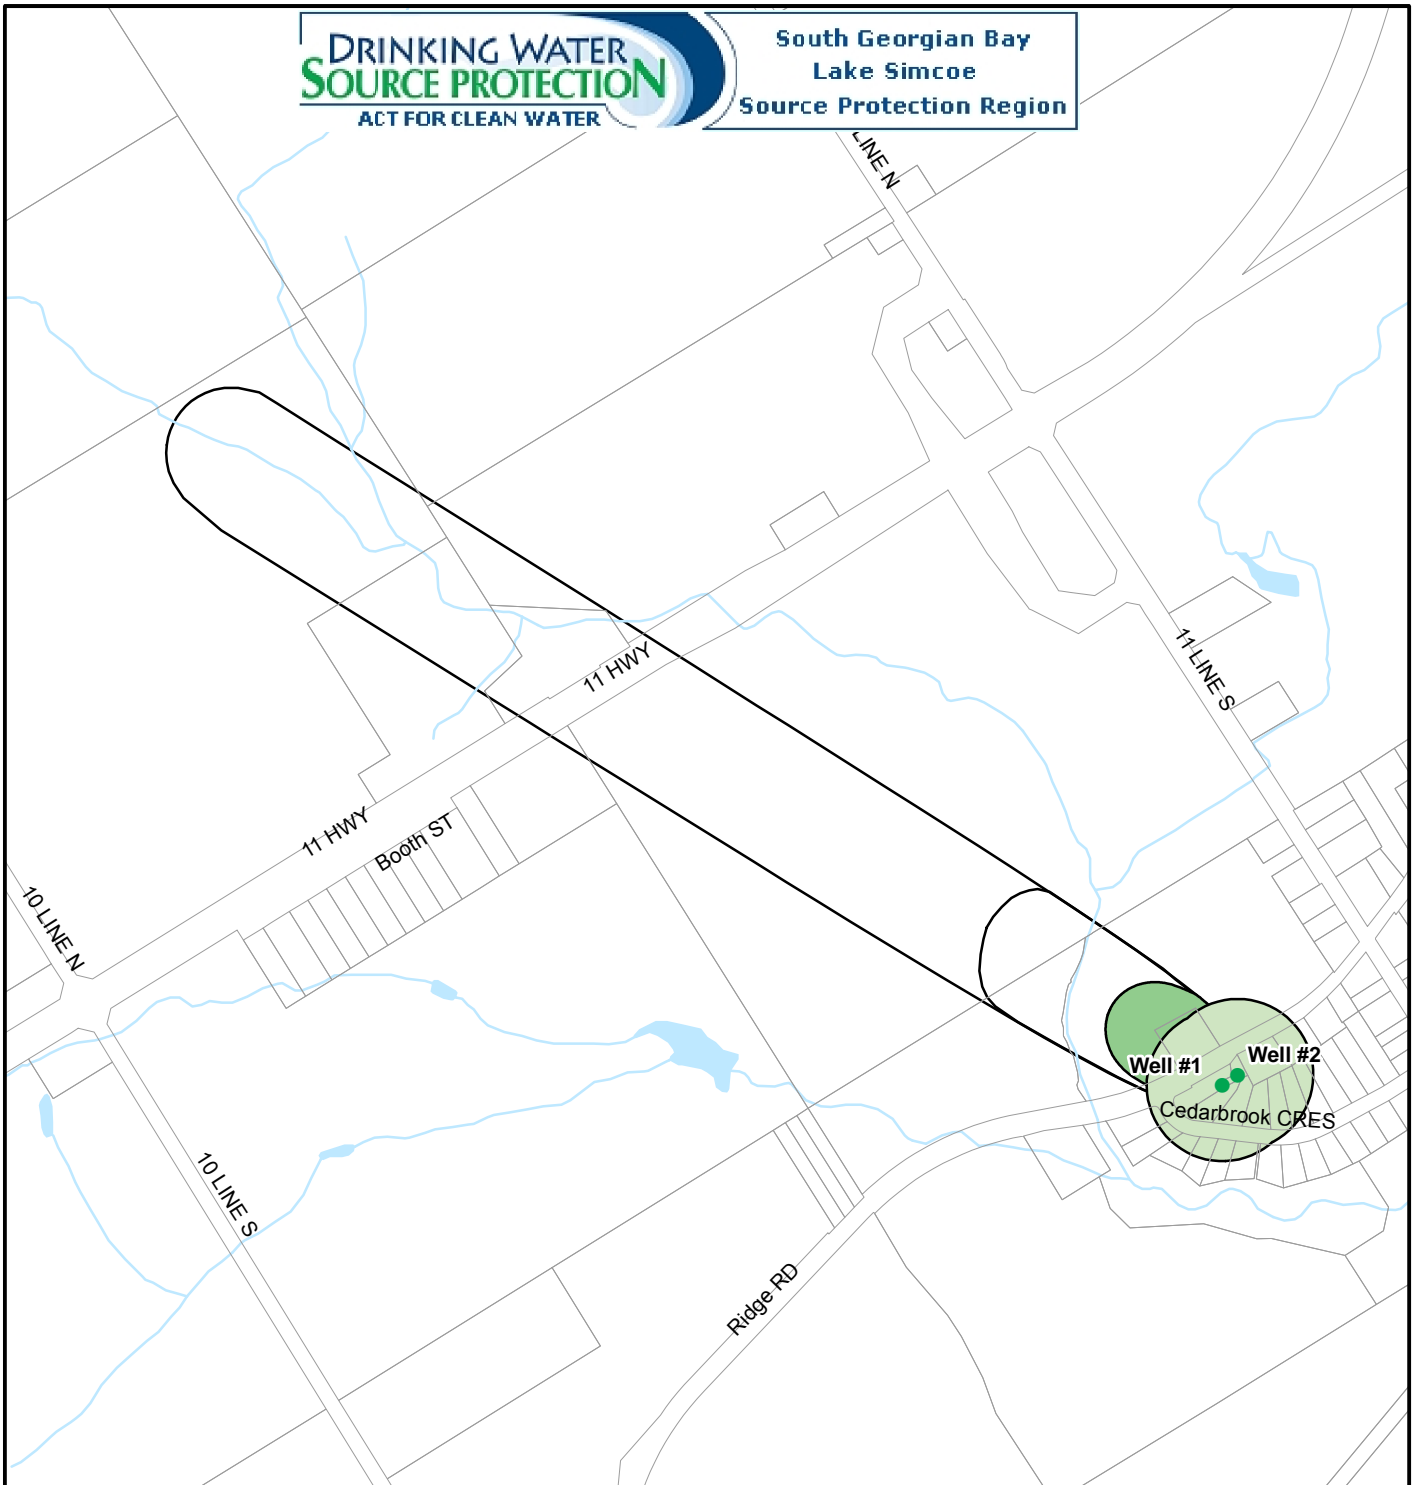 DRINKING WATER
SOURCE PROTECTION
ACT FOR CLEAN WATER
South Georgian Bay
Lake Simcoe
Source Protection Region
LINE N
11 LINE S
11 HWY
11 HWY
Booth ST
10 LINE N
Well #1
Well #2
Cedarbrook CRES
10 LINE S
Ridge RD